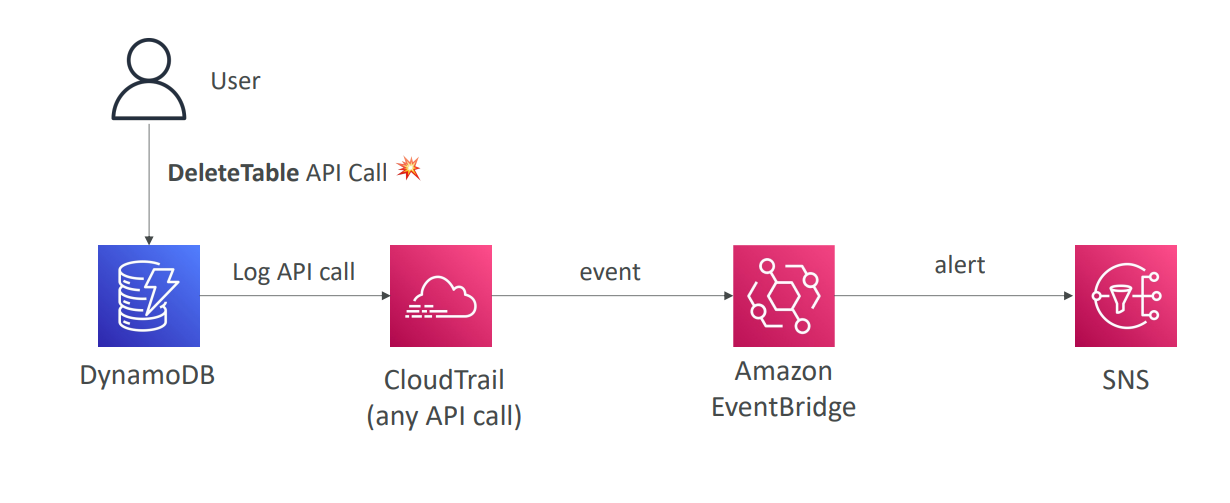 User
DeleteTable API Call 💥
Log API call
event
alert
DynamoDB
CloudTrail
(any API call)
Amazon
EventBridge
SNS